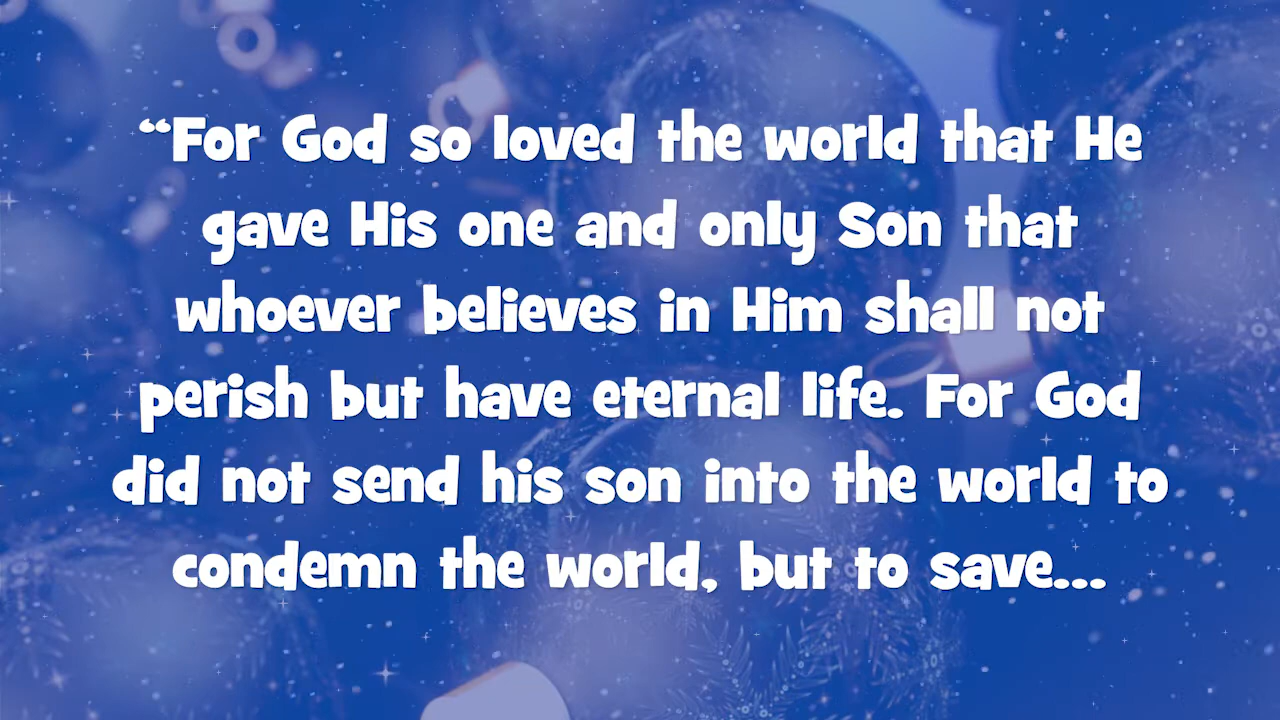 “For God so loved the world that He
gave His one and only Son that
whoever believes in Him shall not
perish but have eternal life. For God
did not send his son into the world to
condemn the world, but to save...